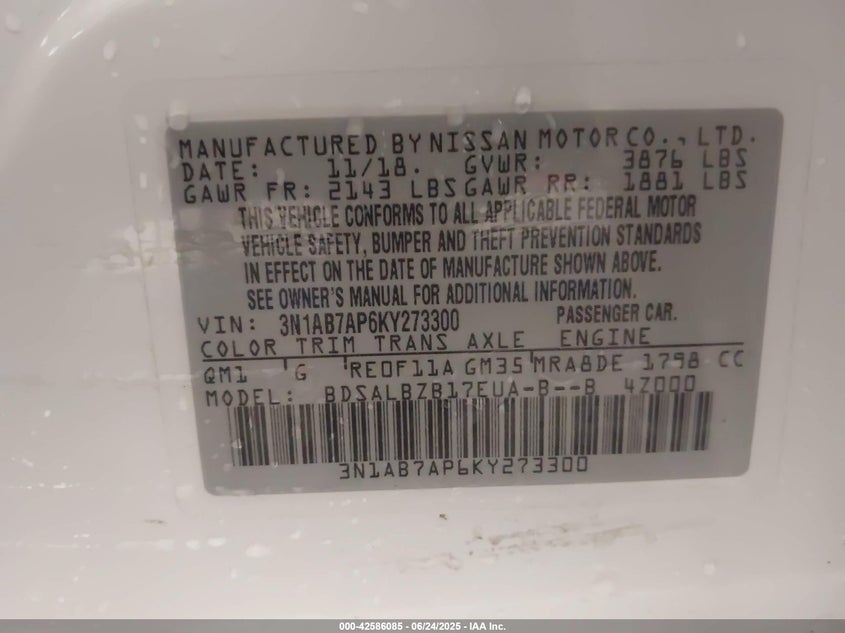 MANUFACTURED BY NISSAN MOTOR CO., LTD.
DATE: 11/18. GVWR: 3876 LBS
GAWR FR: 2143 LBS GAWR RR: 1881 LBS
THIS VEHICLE CONFORMS TO ALL APPLICABLE FEDERAL MOTOR
VEHICLE SAFETY, BUMPER AND THEFT PREVENTION STANDARDS
IN EFFECT ON THE DATE OF MANUFACTURE SHOWN ABOVE.
SEE OWNER'S MANUAL FOR ADDITIONAL INFORMATION.
VIN: 3N1AB7AP6KY273300 PASSENGER CAR.
COLOR TRIM TRANS AXLE ENGINE
QM1 G RE0F11A GM35 MRA8DE 1798 CC
MODEL: BDSALBZB17EUA-B--B 4Z000
3N1AB7AP6KY273300
000-42586085 - 06/24/2025 - IAA Inc.